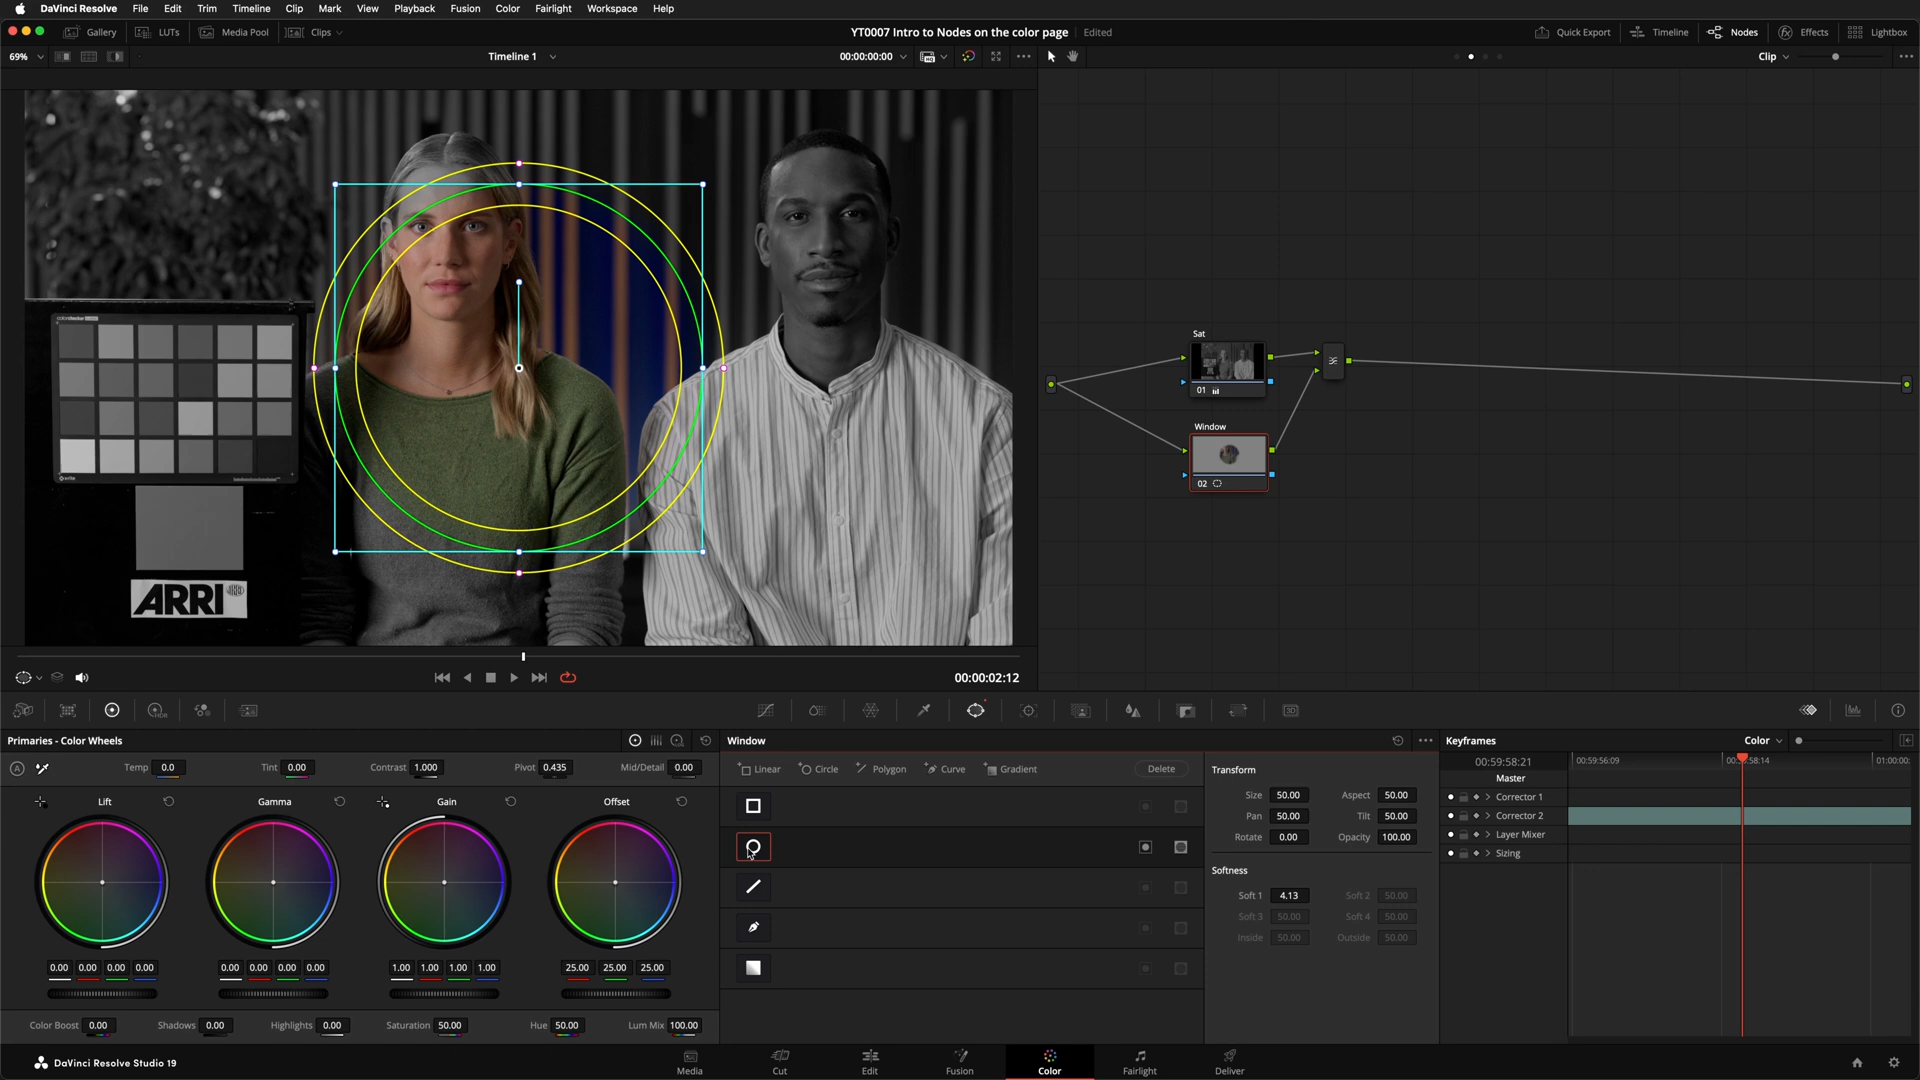 DaVinci Resolve File Edit Trim Timeline Clip Mark View Playback Fusion Color Fairlight Workspace Help
Gallery LUTs Media Pool Clips YT0007 Intro to Nodes on the color page Edited Quick Export Timeline Nodes Effects Lightbox
69% Timeline 1 00:00:00:00 Clip
Sat
01
Window
02
ARRI
00:00:02:12
Primaries - Color Wheels Window Keyframes Color
Temp 0.0 Tint 0.00 Contrast 1.000 Pivot 0.435 Mid/Detail 0.00
Linear Circle Polygon Curve Gradient Delete
Transform
00:59:58:21 00:59:56:09 01:00:00:
Master
Lift Gamma Gain Offset
Size 50.00 Aspect 50.00
Pan 50.00 Tilt 50.00
Rotate 0.00 Opacity 100.00
Corrector 1
Corrector 2
Layer Mixer
Sizing
Softness
Soft 1 4.13 Soft 2 50.00
Soft 3 50.00 Soft 4 50.00
Inside 50.00 Outside 50.00
0.00 0.00 0.00 0.00 0.00 0.00 0.00 0.00 1.00 1.00 1.00 1.00 25.00 25.00 25.00
Color Boost 0.00 Shadows 0.00 Highlights 0.00 Saturation 50.00 Hue 50.00 Lum Mix 100.00
DaVinci Resolve Studio 19
Media Cut Edit Fusion Color Fairlight Deliver